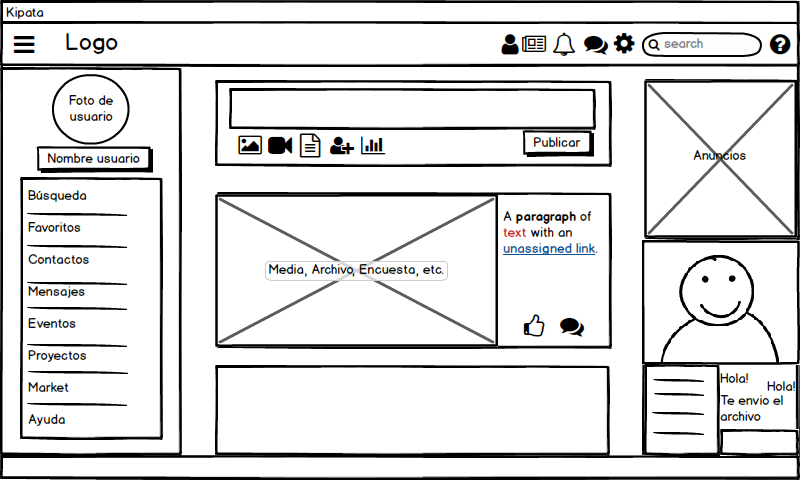 Kipata
Logo
search
Foto de
usuario
Nombre usuario
Búsqueda
Favoritos
Contactos
Mensajes
Eventos
Proyectos
Market
Ayuda
Publicar
Media, Archivo, Encuesta, etc.
A paragraph of
text with an
unassigned link.
Anuncios
Hola!
Hola!
Te envio el
archivo